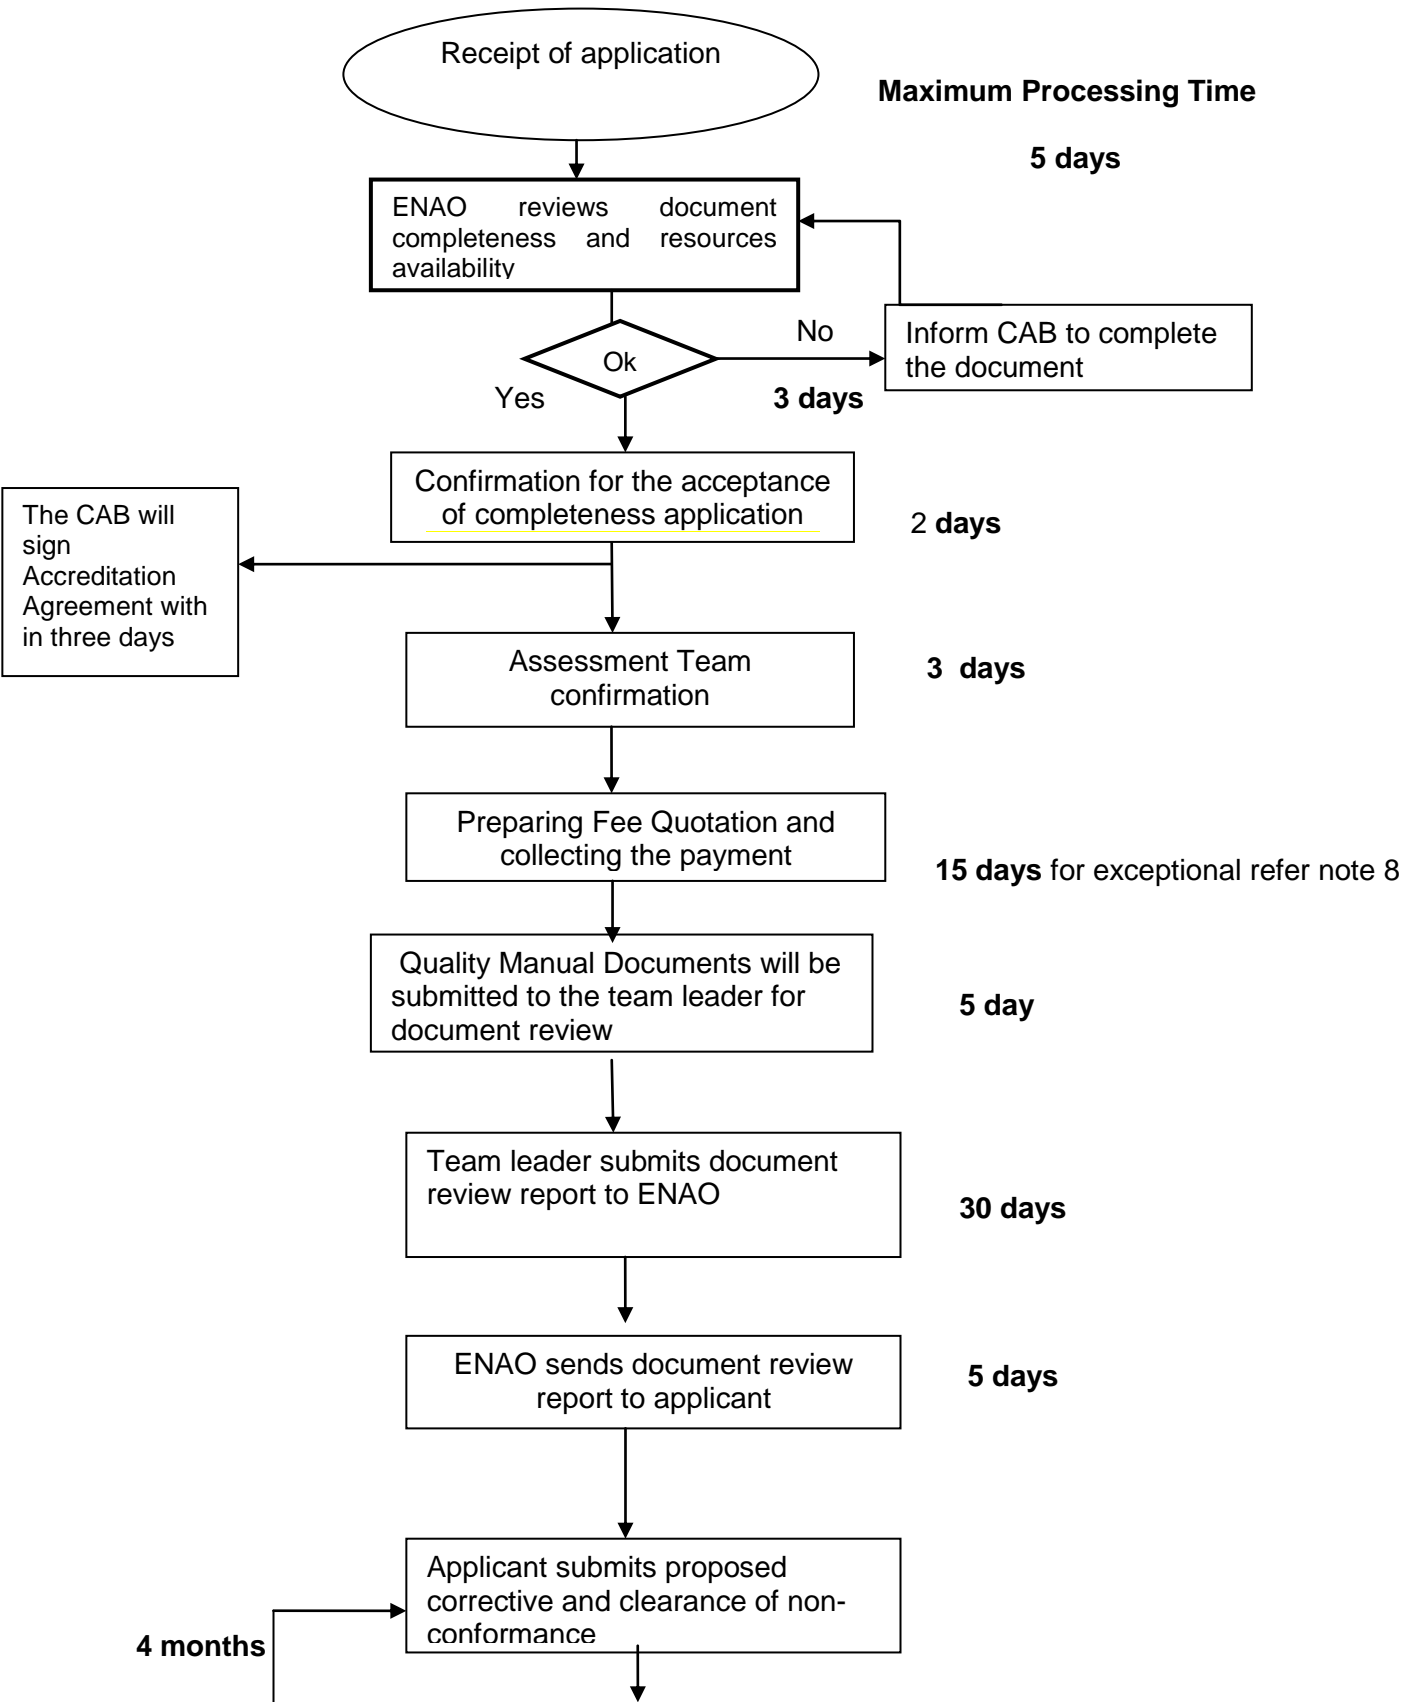 Receipt of application
Maximum Processing Time
5 days
ENAO reviews document
completeness and resources
availability
No
Inform CAB to complete
the document
Ok
Yes
3 days
Confirmation for the acceptance
of completeness application
2 days
The CAB will
sign
Accreditation
Agreement with
in three days
Assessment Team
confirmation
3 days
Preparing Fee Quotation and
collecting the payment
15 days for exceptional refer note 8
Quality Manual Documents will be
submitted to the team leader for
document review
5 day
Team leader submits document
review report to ENAO
30 days
ENAO sends document review
report to applicant
5 days
Applicant submits proposed
corrective and clearance of non-
conformance
4 months